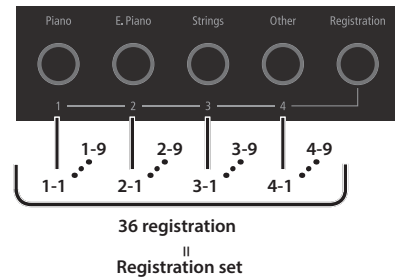 Piano E. Piano Strings Other Registration
1 2 3 4
1-9 2-9 3-9 4-9
1-1 2-1 3-1 4-1
36 registration
=
Registration set